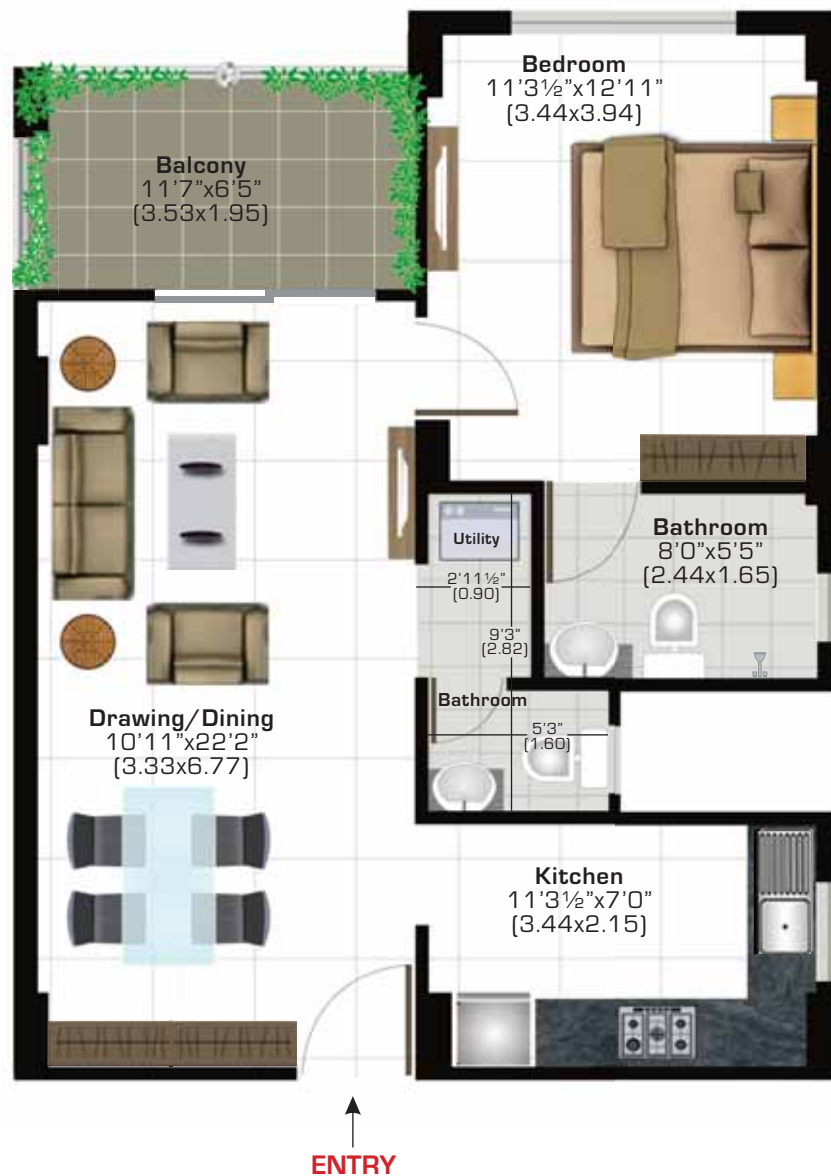 Bedroom
11’3½”x12’11”
(3.44x3.94)
Balcony
11’7”x6’5”
(3.53x1.95)
Utility
2’11½”
(0.90)
9’3”
(2.82)
Bathroom
8’0”x5’5”
(2.44x1.65)
Bathroom
5’3”
(1.60)
Drawing/Dining
10’11”x22’2”
(3.33x6.77)
Kitchen
11’3½”x7’0”
(3.44x2.15)
ENTRY